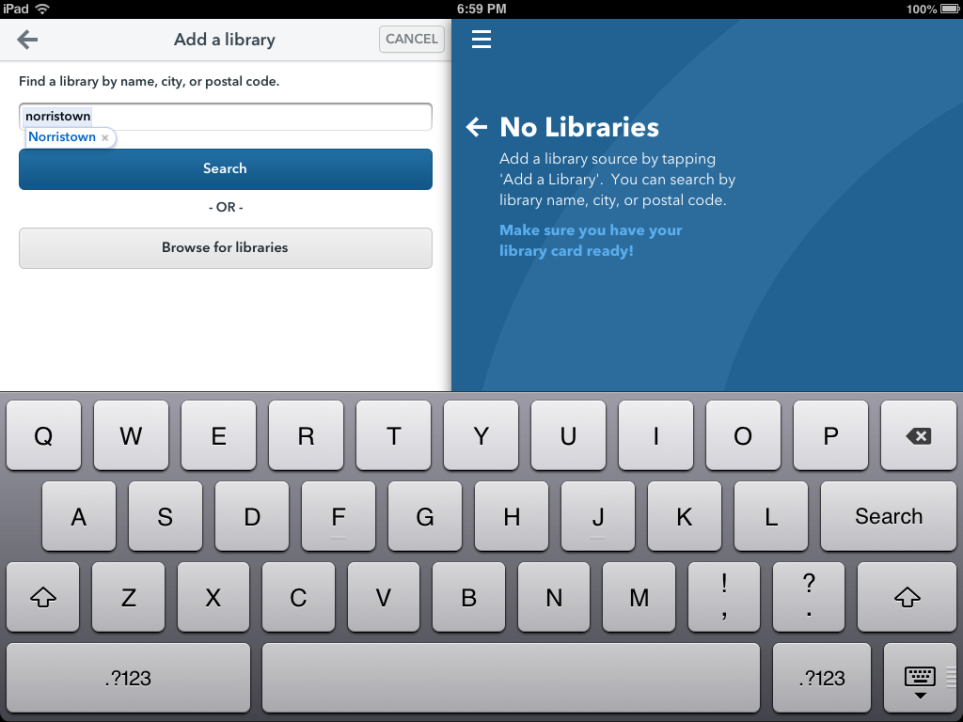 iPad 6:59 PM 100%
Add a library CANCEL
Find a library by name, city, or postal code.
norristown
Norristown ×
Search
- OR -
Browse for libraries
No Libraries
Add a library source by tapping
'Add a Library'.  You can search by
library name, city, or postal code.
Make sure you have your
library card ready!
Q W E R T Y U I O P
A S D F G H J K L Search
Z X C V B N M ! , ? .
.?123 .?123